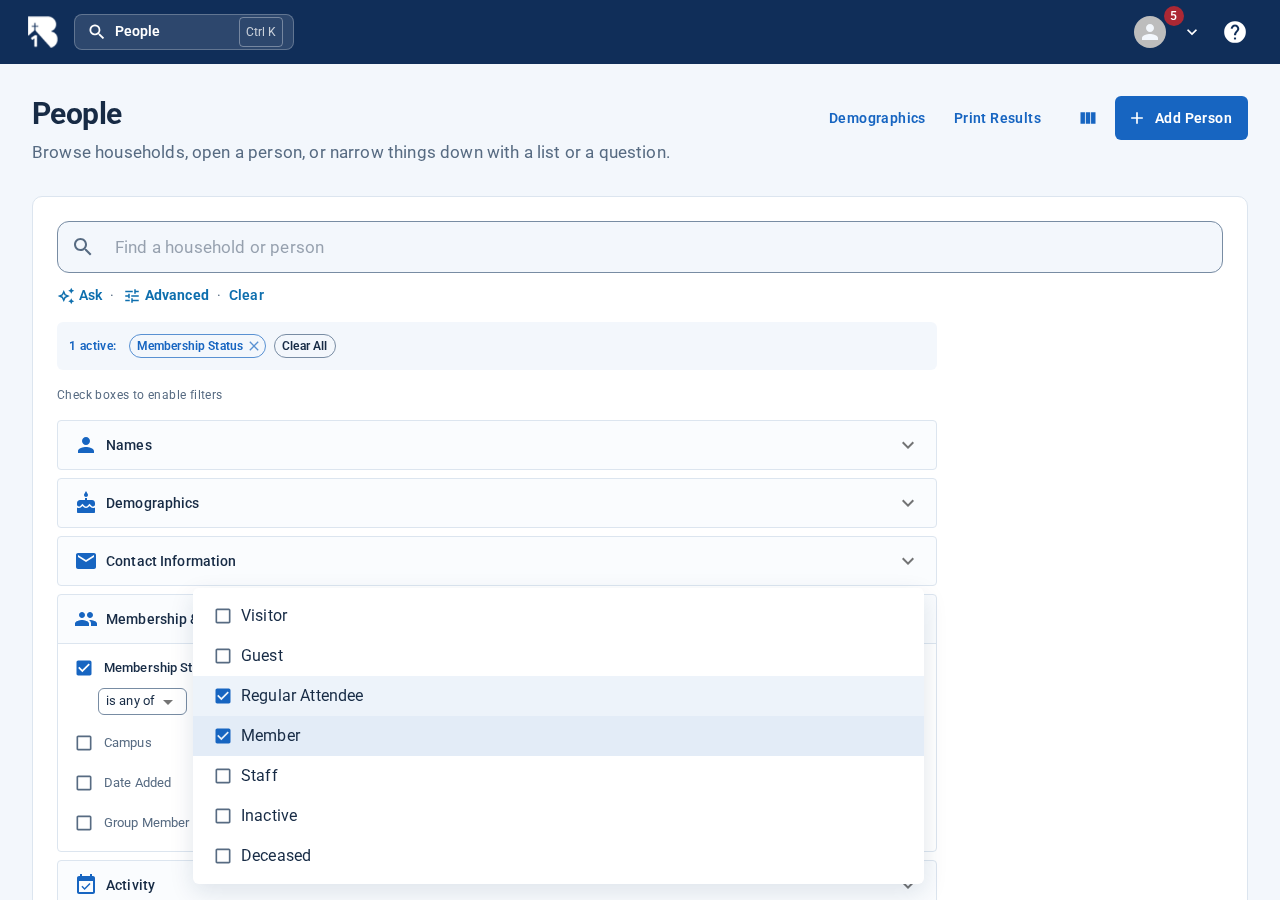 People
Ctrl K
5
People
Demographics
Print Results
Add Person
Browse households, open a person, or narrow things down with a list or a question.
Find a household or person
Ask · Advanced · Clear
1 active: Membership Status Clear All
Check boxes to enable filters
Names
Demographics
Contact Information
Membership &
Membership St
is any of
Campus
Date Added
Group Member
Visitor
Guest
Regular Attendee
Member
Staff
Inactive
Deceased
Activity